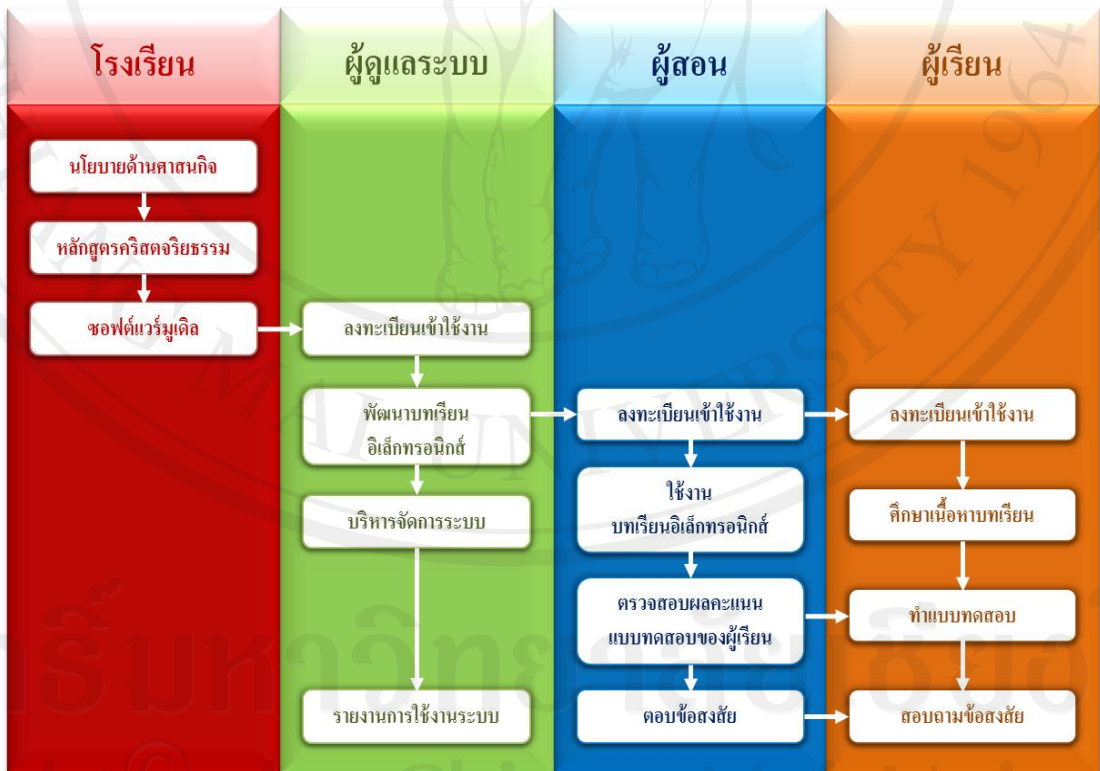 โรงเรียน
ผู้ดูแลระบบ
ผู้สอน
ผู้เรียน
นโยบายด้านศาสนกิจ
หลักสูตรคริสตจริยธรรม
ซอฟต์แวร์มูเดิล
ลงทะเบียนเข้าใช้งาน
พัฒนาบทเรียน
อิเล็กทรอนิกส์
บริหารจัดการระบบ
รายงานการใช้งานระบบ
ลงทะเบียนเข้าใช้งาน
ใช้งาน
บทเรียนอิเล็กทรอนิกส์
ตรวจสอบผลคะแนน
แบบทดสอบของผู้เรียน
ตอบข้อสงสัย
ลงทะเบียนเข้าใช้งาน
ศึกษาเนื้อหาบทเรียน
ทำแบบทดสอบ
สอบถามข้อสงสัย
MAI UNIVERSITY 1964